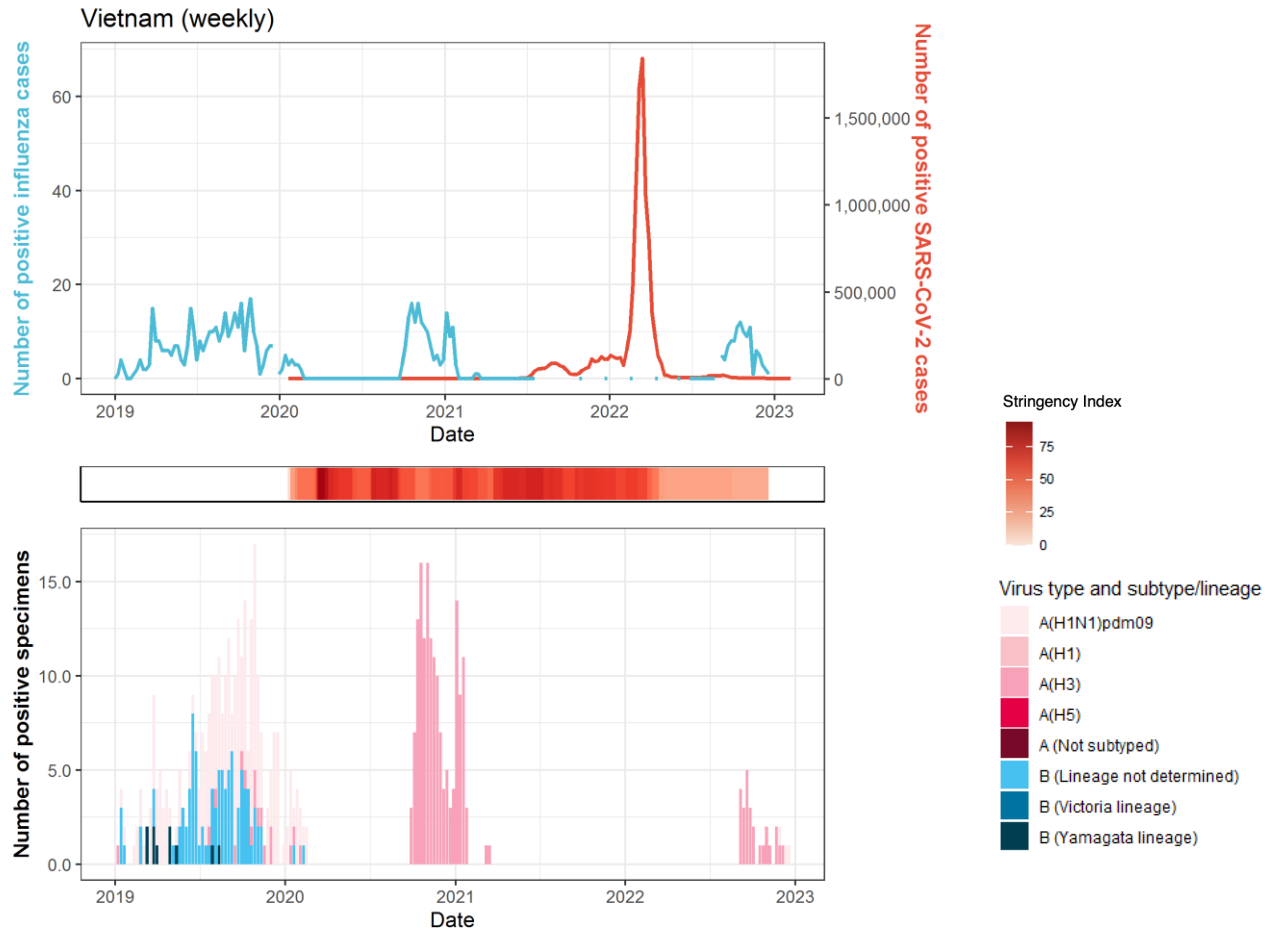 Vietnam (weekly)
Number of positive influenza cases
60
40
20
0
Number of positive SARS-CoV-2 cases
1,500,000
1,000,000
500,000
0
2019
2020
2021
2022
2023
Date
Stringency Index
75
50
25
0
Number of positive specimens
15.0
10.0
5.0
0.0
2019
2020
2021
2022
2023
Date
Virus type and subtype/lineage
A(H1N1)pdm09
A(H1)
A(H3)
A(H5)
A (Not subtyped)
B (Lineage not determined)
B (Victoria lineage)
B (Yamagata lineage)